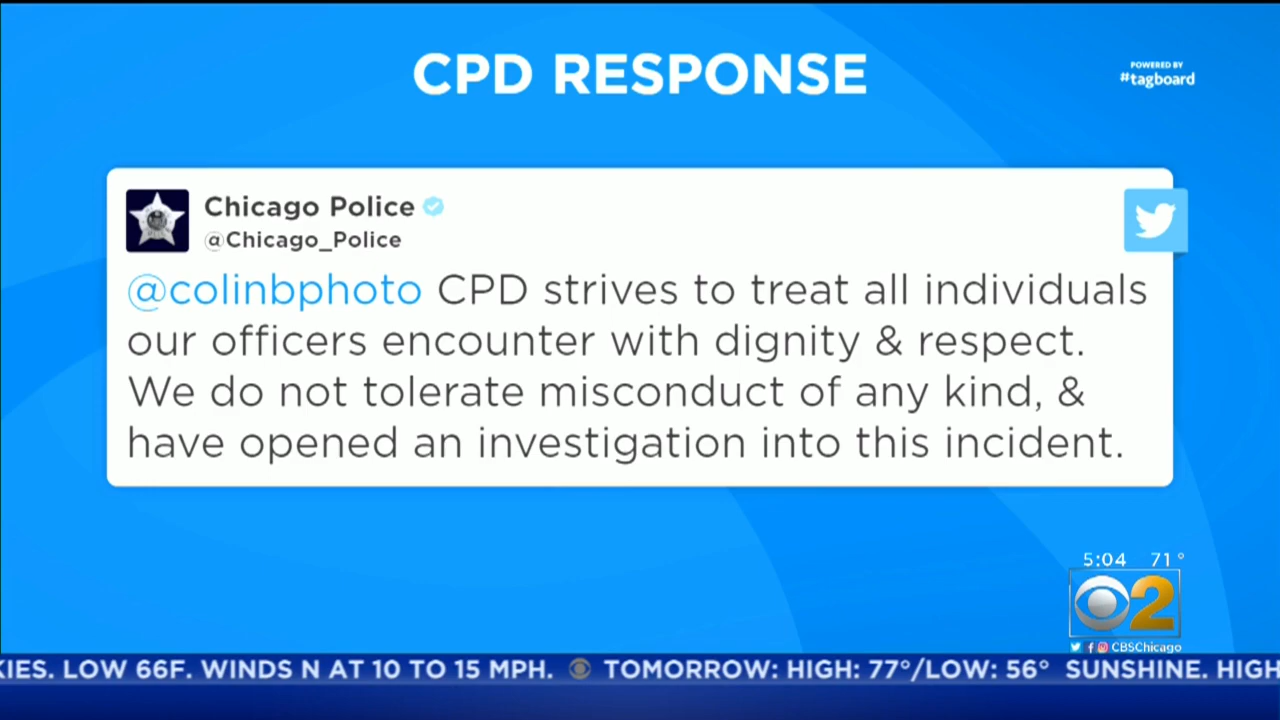 CPD RESPONSE
POWERED BY
#tagboard
Chicago Police
@Chicago_Police
@colinbphoto CPD strives to treat all individuals
our officers encounter with dignity & respect.
We do not tolerate misconduct of any kind, &
have opened an investigation into this incident.
5:04 71°
2
CBSChicago
KIES. LOW 66F. WINDS N AT 10 TO 15 MPH. TOMORROW: HIGH: 77°/LOW: 56° SUNSHINE. HIGH